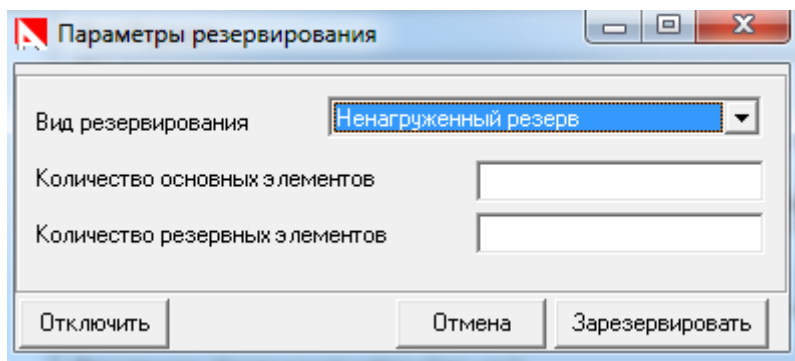 Параметры резервирования
Вид резервирования Ненагруженный резерв
Количество основных элементов
Количество резервных элементов
Отключить Отмена Зарезервировать